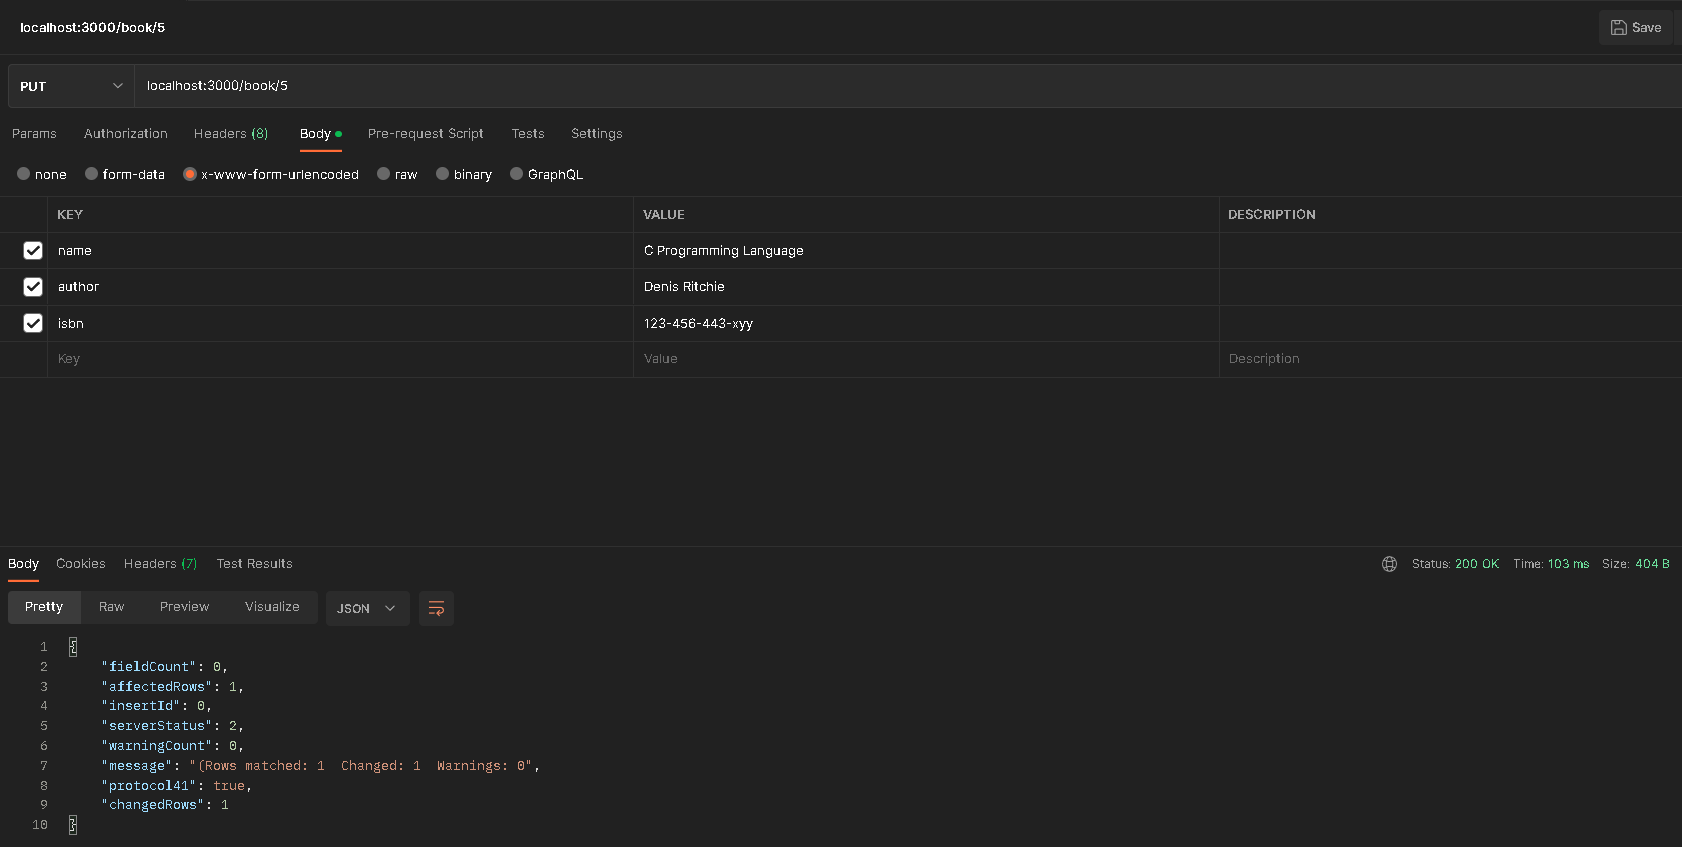 localhost:3000/book/5
Save
PUT localhost:3000/book/5
Params Authorization Headers (8) Body Pre-request Script Tests Settings
none form-data x-www-form-urlencoded raw binary GraphQL
KEY VALUE DESCRIPTION
name C Programming Language
author Denis Ritchie
isbn 123-456-443-xyy
Key Value Description
Body Cookies Headers (7) Test Results Status: 200 OK Time: 103 ms Size: 404 B
Pretty Raw Preview Visualize JSON
1 {
2 "fieldCount": 0,
3 "affectedRows": 1,
4 "insertId": 0,
5 "serverStatus": 2,
6 "warningCount": 0,
7 "message": "(Rows matched: 1  Changed: 1  Warnings: 0",
8 "protocol41": true,
9 "changedRows": 1
10 }